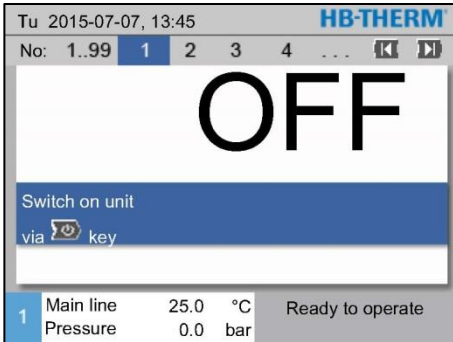 Tu 2015-07-07, 13:45 HB-THERM
No: 1..99 1 2 3 4 ...
OFF
Switch on unit
via key
1 Main line 25.0 °C Ready to operate
Pressure 0.0 bar